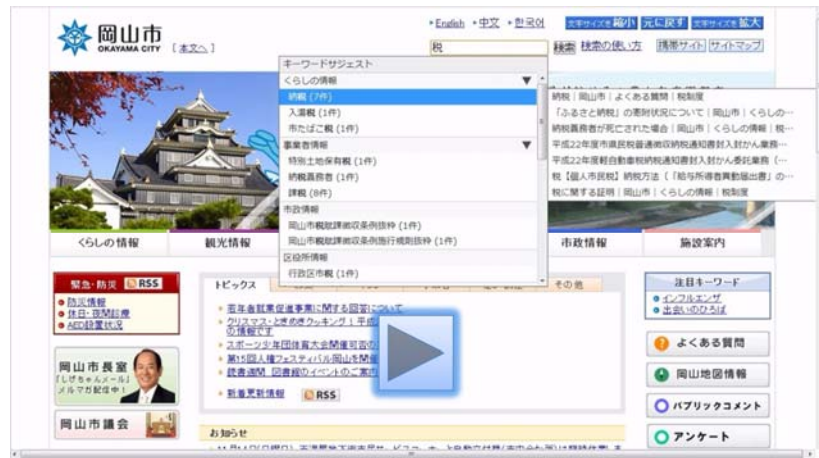 岡山市
OKAYAMA CITY
[本文へ]
English ・中文 ・한국어
文字サイズを縮小 元に戻す 文字サイズを拡大
税
検索 検索の使い方 携帯サイト サイトマップ
キーワードサジェスト
くらしの情報 ▼
納税 (7件)
入湯税 (1件)
市たばこ税 (1件)
事業者情報 ▼
特別土地保有税 (1件)
納税義務者 (1件)
課税 (8件)
市政情報
岡山市税賦課徴収条例抜粋 (1件)
岡山市税賦課徴収条例施行規則抜粋 (1件)
区役所情報
行政区市税 (1件)
納税｜岡山市｜よくある質問｜税制度
「ふるさと納税」の寄附状況について｜岡山市｜くらしの…
納税義務者が死亡された場合｜岡山市｜くらしの情報｜税…
平成22年度市県民税普通徴収納税通知書封入封かん業務…
平成22年度軽自動車税納税通知書封入封かん委託業務（…
税【個人市民税】納税方法（「給与所得者異動届出書」の…
税に関する証明｜岡山市｜くらしの情報｜税制度
くらしの情報
観光情報
市政情報
施設案内
緊急・防災 RSS
防災情報
休日・夜間診療
AED設置状況
岡山市長室
「しげちゃんメール」
メルマガ配信中！
岡山市議会
トピックス
その他
若年者就業促進事業に関する回答について
クリスマス・ときめきクッキング！平成
の情報です
スポーツ少年団体育大会開催可否の
第15回人権フェスティバル岡山を開催
読書週間 図書館のイベントのご案内
新着更新情報 RSS
お知らせ
注目キーワード
インフルエンザ
出会いのひろば
よくある質問
岡山地図情報
パブリックコメント
アンケート